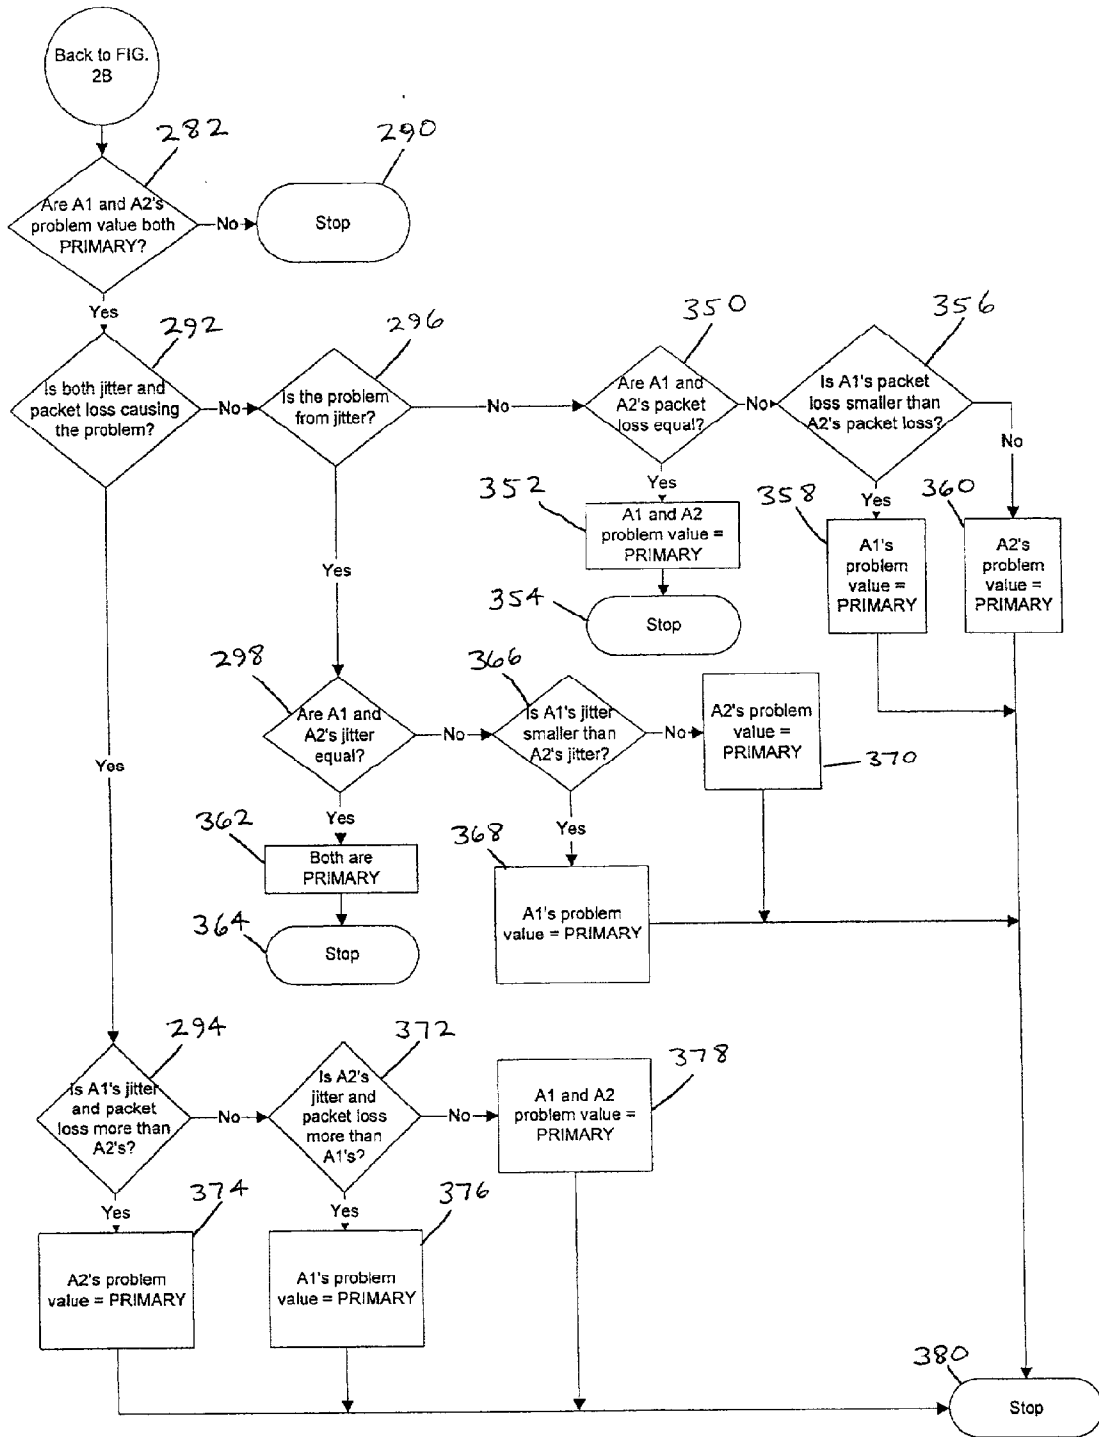 Back to FIG.
2B
282
290
Are A1 and A2's
problem value both
PRIMARY?
No
Stop
Yes
292
296
350
356
Is both jitter and
packet loss causing
the problem?
No
Is the problem
from jitter?
No
Are A1 and
A2's packet
loss equal?
No
Is A1's packet
loss smaller than
A2's packet loss?
No
Yes
Yes
352
358
360
A1 and A2
problem value =
PRIMARY
A1's
problem
value =
PRIMARY
A2's
problem
value =
PRIMARY
Yes
354
Stop
298
366
Are A1 and
A2's jitter
equal?
No
Is A1's jitter
smaller than
A2's jitter?
No
A2's problem
value =
PRIMARY
370
Yes
Yes
Yes
362
368
Both are
PRIMARY
A1's problem
value = PRIMARY
364
Stop
294
372
378
Is A1's jitter
and packet
loss more than
A2's?
No
Is A2's
jitter and
packet loss
more than
A1's?
No
A1 and A2
problem value =
PRIMARY
Yes
374
Yes
376
A2's problem
value = PRIMARY
A1's problem
value = PRIMARY
380
Stop